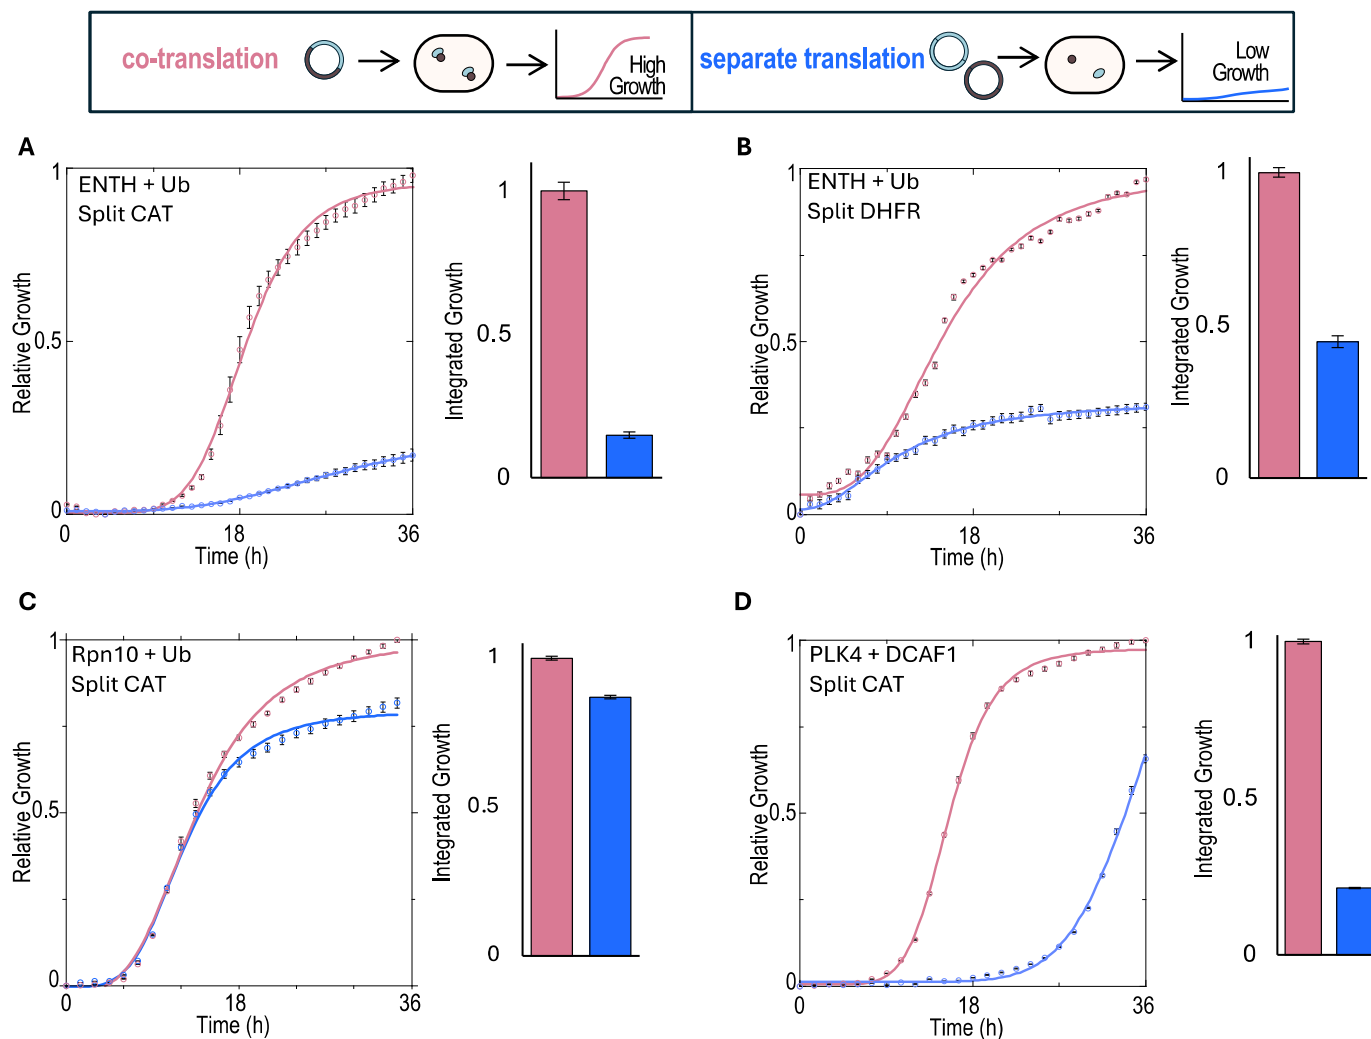 co-translation
High
Growth
separate translation
Low
Growth
A
1
ENTH + Ub
Split CAT
0.5
0
0
18
36
Relative Growth
Time (h)
1
0.5
0
Integrated Growth
B
1
ENTH + Ub
Split DHFR
0.5
0
0
18
36
Relative Growth
Time (h)
1
0.5
0
Integrated Growth
C
1
Rpn10 + Ub
Split CAT
0.5
0
0
18
36
Relative Growth
Time (h)
1
0.5
0
Integrated Growth
D
1
PLK4 + DCAF1
Split CAT
0.5
0
0
18
36
Relative Growth
Time (h)
1
0.5
0
Integrated Growth